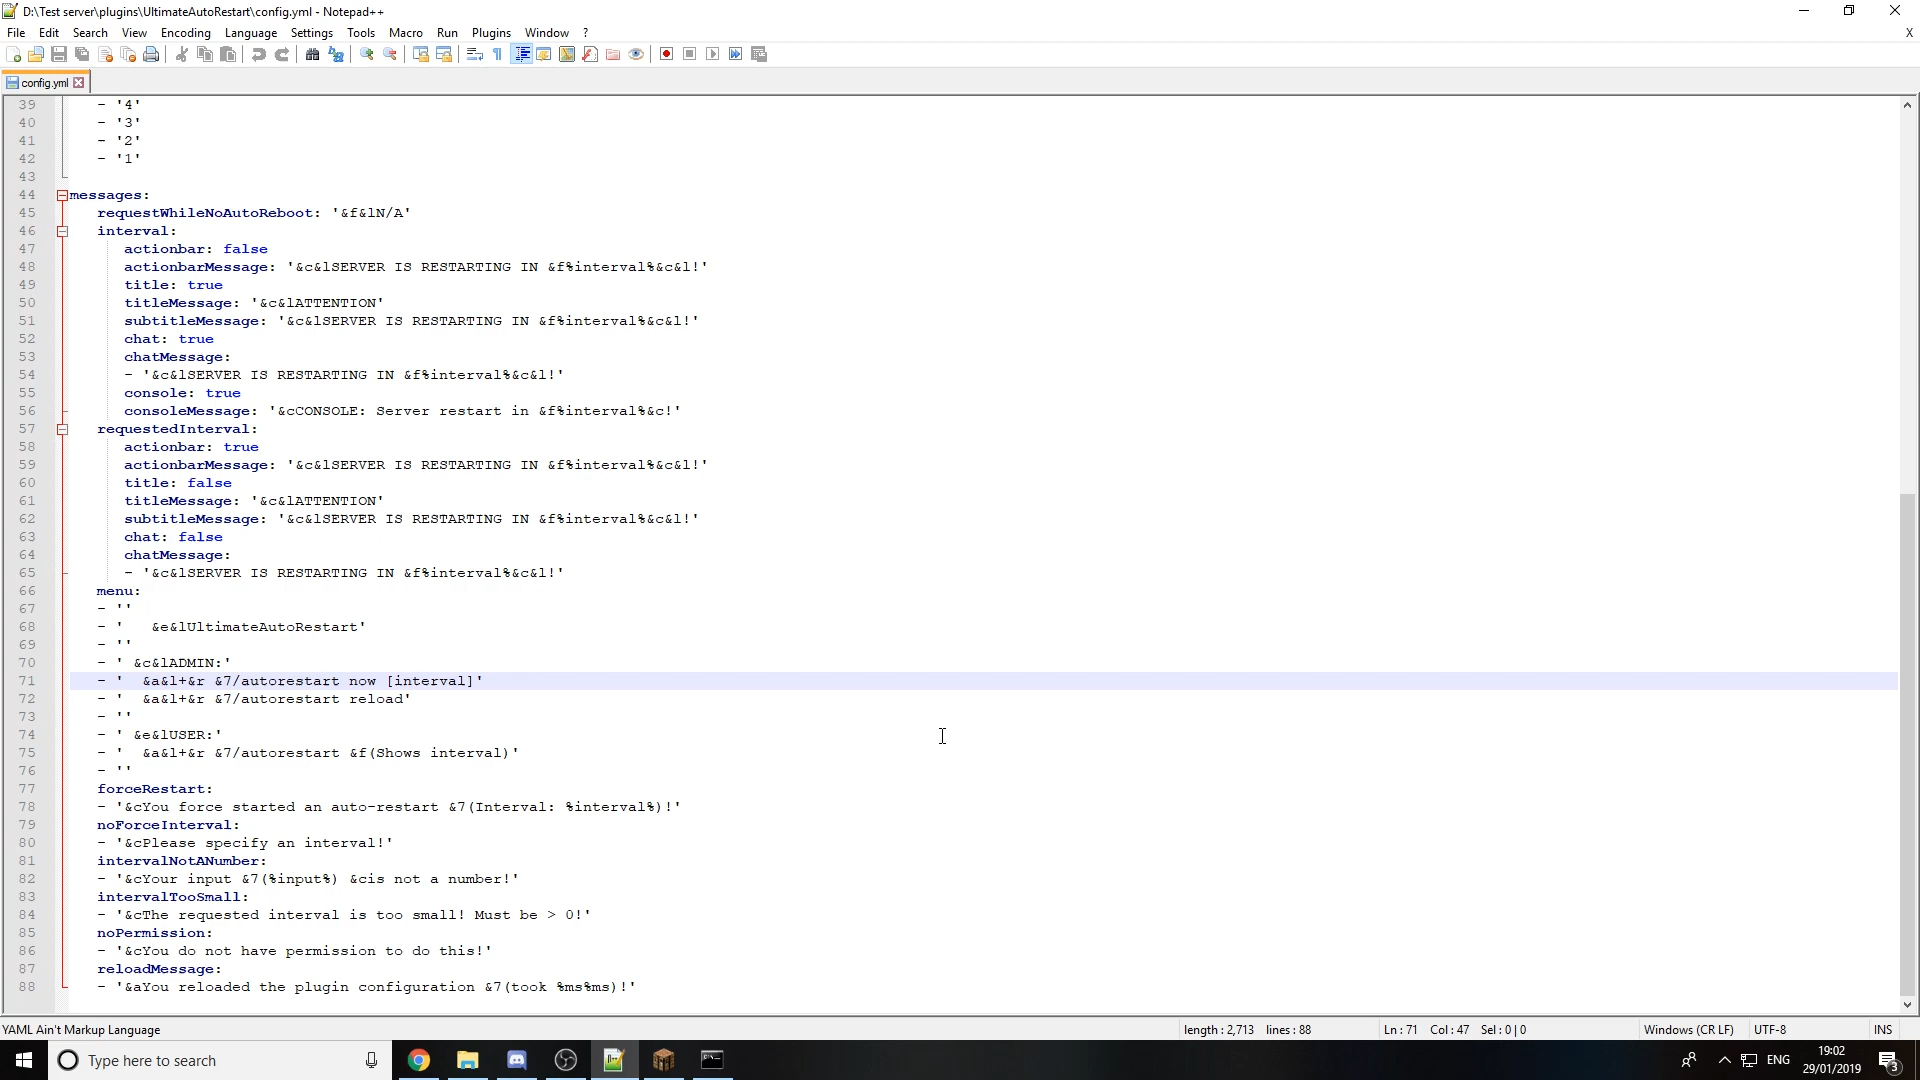 D:\Test server\plugins\UltimateAutoRestart\config.yml - Notepad++
File Edit Search View Encoding Language Settings Tools Macro Run Plugins Window ? X
config.yml
39 - '4'
40 - '3'
41 - '2'
42 - '1'
43
44 messages:
45 requestWhileNoAutoReboot: '&f&lN/A'
46 interval:
47 actionbar: false
48 actionbarMessage: '&c&lSERVER IS RESTARTING IN &f%interval%&c&l!'
49 title: true
50 titleMessage: '&c&lATTENTION'
51 subtitleMessage: '&c&lSERVER IS RESTARTING IN &f%interval%&c&l!'
52 chat: true
53 chatMessage:
54 - '&c&lSERVER IS RESTARTING IN &f%interval%&c&l!'
55 console: true
56 consoleMessage: '&cCONSOLE: Server restart in &f%interval%&c!'
57 requestedInterval:
58 actionbar: true
59 actionbarMessage: '&c&lSERVER IS RESTARTING IN &f%interval%&c&l!'
60 title: false
61 titleMessage: '&c&lATTENTION'
62 subtitleMessage: '&c&lSERVER IS RESTARTING IN &f%interval%&c&l!'
63 chat: false
64 chatMessage:
65 - '&c&lSERVER IS RESTARTING IN &f%interval%&c&l!'
66 menu:
67 - ''
68 - '   &e&lUltimateAutoRestart'
69 - ''
70 - ' &c&lADMIN:'
71 - '  &a&l+&r &7/autorestart now [interval]'
72 - '  &a&l+&r &7/autorestart reload'
73 - ''
74 - ' &e&lUSER:'
75 - '  &a&l+&r &7/autorestart &f(Shows interval)'
76 - ''
77 forceRestart:
78 - '&cYou force started an auto-restart &7(Interval: %interval%)!'
79 noForceInterval:
80 - '&cPlease specify an interval!'
81 intervalNotANumber:
82 - '&cYour input &7(%input%) &cis not a number!'
83 intervalTooSmall:
84 - '&cThe requested interval is too small! Must be > 0!'
85 noPermission:
86 - '&cYou do not have permission to do this!'
87 reloadMessage:
88 - '&aYou reloaded the plugin configuration &7(took %ms%ms)!'
YAML Ain't Markup Language length : 2,713 lines : 88 Ln : 71 Col : 47 Sel : 0 | 0 Windows (CR LF) UTF-8 INS
Type here to search ENG 19:02
29/01/2019 3